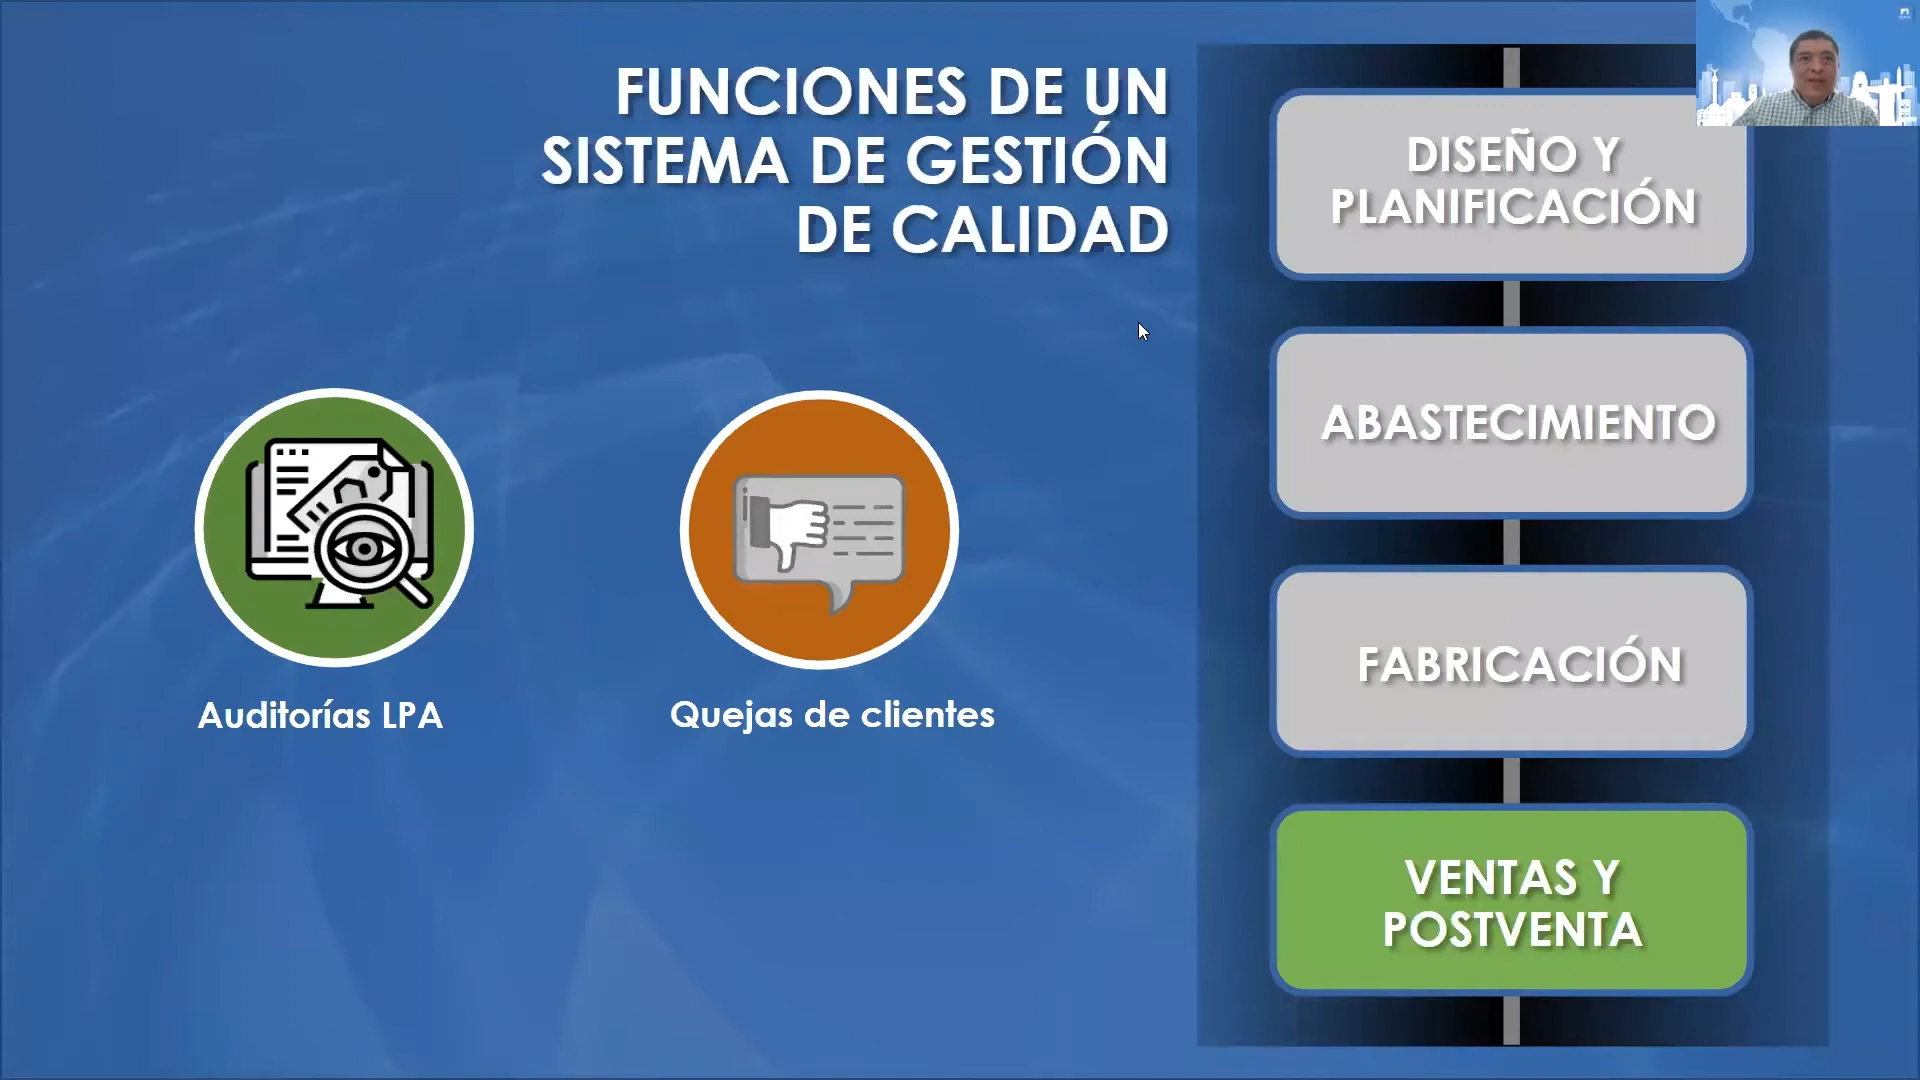 FUNCIONES DE UN
SISTEMA DE GESTIÓN
DE CALIDAD
Auditorías LPA
Quejas de clientes
DISEÑO Y
PLANIFICACIÓN
ABASTECIMIENTO
FABRICACIÓN
VENTAS Y
POSTVENTA